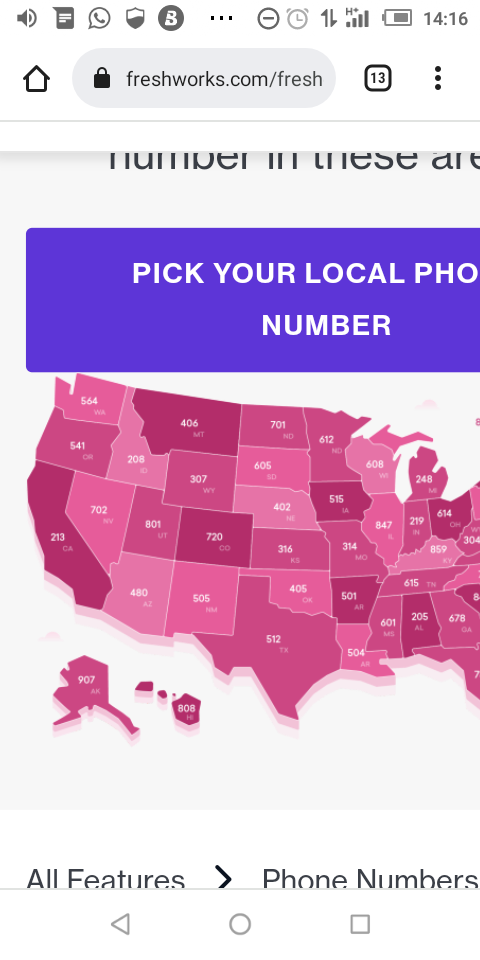 14:16
freshworks.com/fresh
13
number in these are
PICK YOUR LOCAL PHO
NUMBER
564 WA
541 OR
208 ID
406 MT
701 ND
612 ND
307 WY
605 SD
608 WI
248 MI
402 NE
515 IA
702 NV
801 UT
720 CO
213 CA
316 KS
314 MO
847 IL
219 IN
614 OH
304
859 KY
480 AZ
505 NM
405 OK
501 AR
615 TN
601 MS
205 AL
678 GA
512 TX
504 AR
907 AK
808 HI
All Features
Phone Numbers